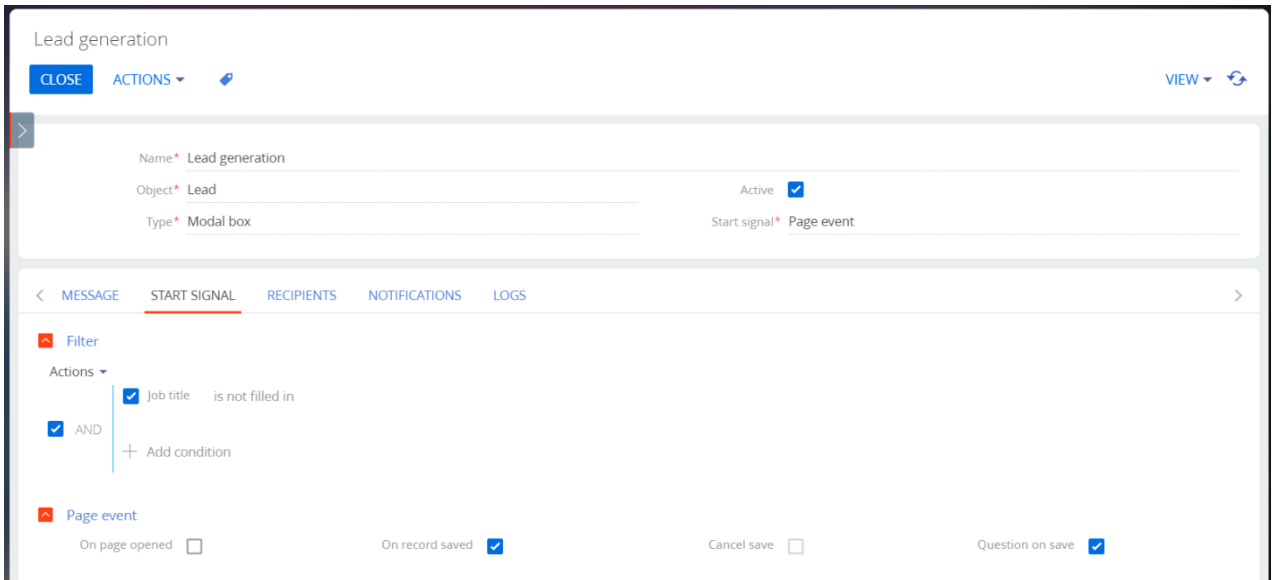 Lead generation
CLOSE ACTIONS VIEW
Name* Lead generation
Object* Lead Active
Type* Modal box Start signal* Page event
MESSAGE START SIGNAL RECIPIENTS NOTIFICATIONS LOGS
Filter
Actions
Job title is not filled in
AND
Add condition
Page event
On page opened On record saved Cancel save Question on save